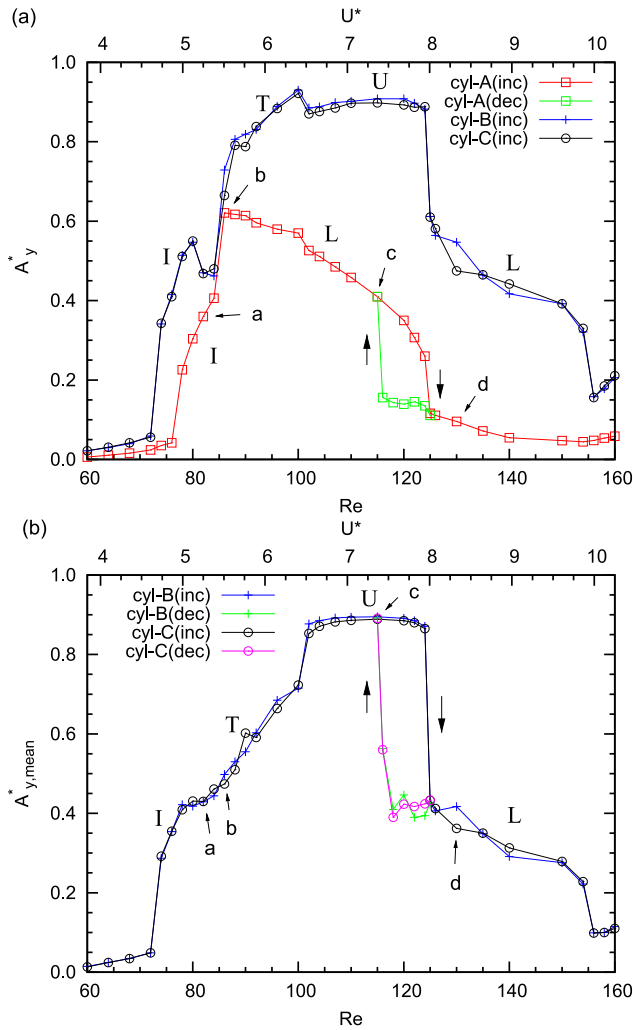 (a)
U*
4 5 6 7 8 9 10
1.0
0.8
0.6
0.4
0.2
0.0
A*y
cyl-A(inc)
cyl-A(dec)
cyl-B(inc)
cyl-C(inc)
T
U
b
L
c
I
a
I
L
d
60 80 100 120 140 160
Re
(b)
U*
4 5 6 7 8 9 10
1.0
0.8
0.6
0.4
0.2
0.0
A*y,mean
cyl-B(inc)
cyl-B(dec)
cyl-C(inc)
cyl-C(dec)
U
c
T
I
a
b
L
d
60 80 100 120 140 160
Re